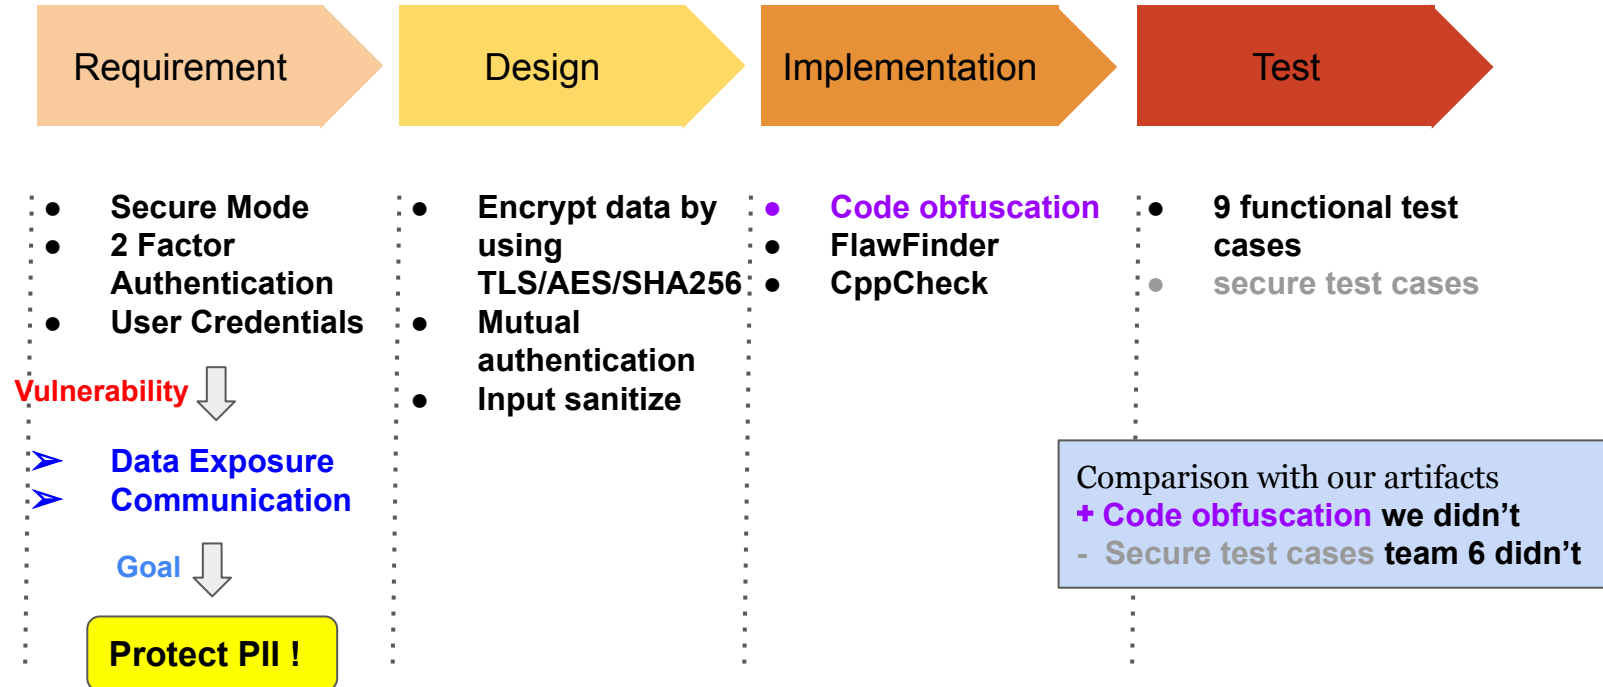 Requirement
Design
Implementation
Test
● Secure Mode
● 2 Factor
Authentication
● User Credentials
Vulnerability
➢ Data Exposure
➢ Communication
Goal
Protect PII !
● Encrypt data by
using
TLS/AES/SHA256
● Mutual
authentication
● Input sanitize
● Code obfuscation
● FlawFinder
● CppCheck
● 9 functional test
cases
● secure test cases
Comparison with our artifacts
+ Code obfuscation we didn’t
- Secure test cases team 6 didn’t